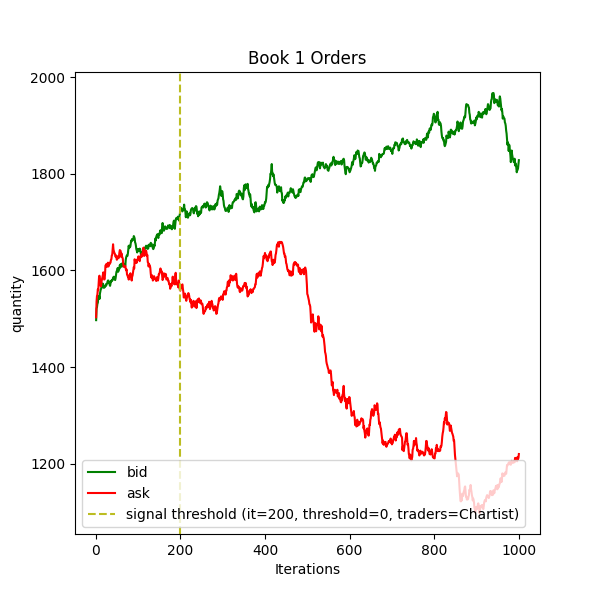 Book 1 Orders
quantity
2000
1800
1600
1400
1200
bid
ask
signal threshold (it=200, threshold=0, traders=Chartist)
0 200 400 600 800 1000
Iterations